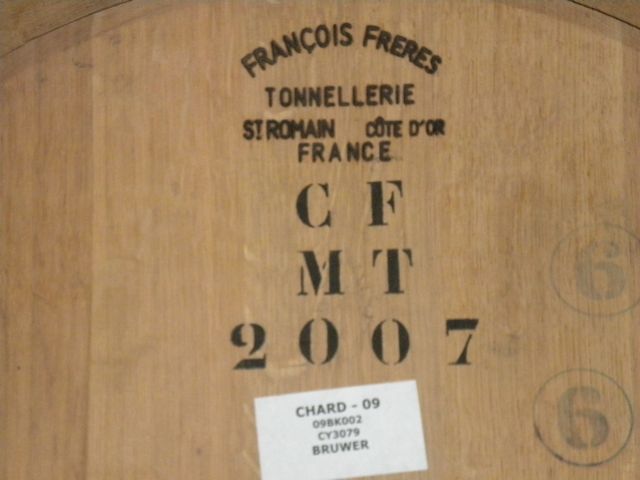 FRANÇOIS FRERES
TONNELLERIE
ST ROMAIN CÔTE D'OR
FRANCE
C F
M T
2007
6
6
CHARD - 09
09BK002
CY3079
BRUWER